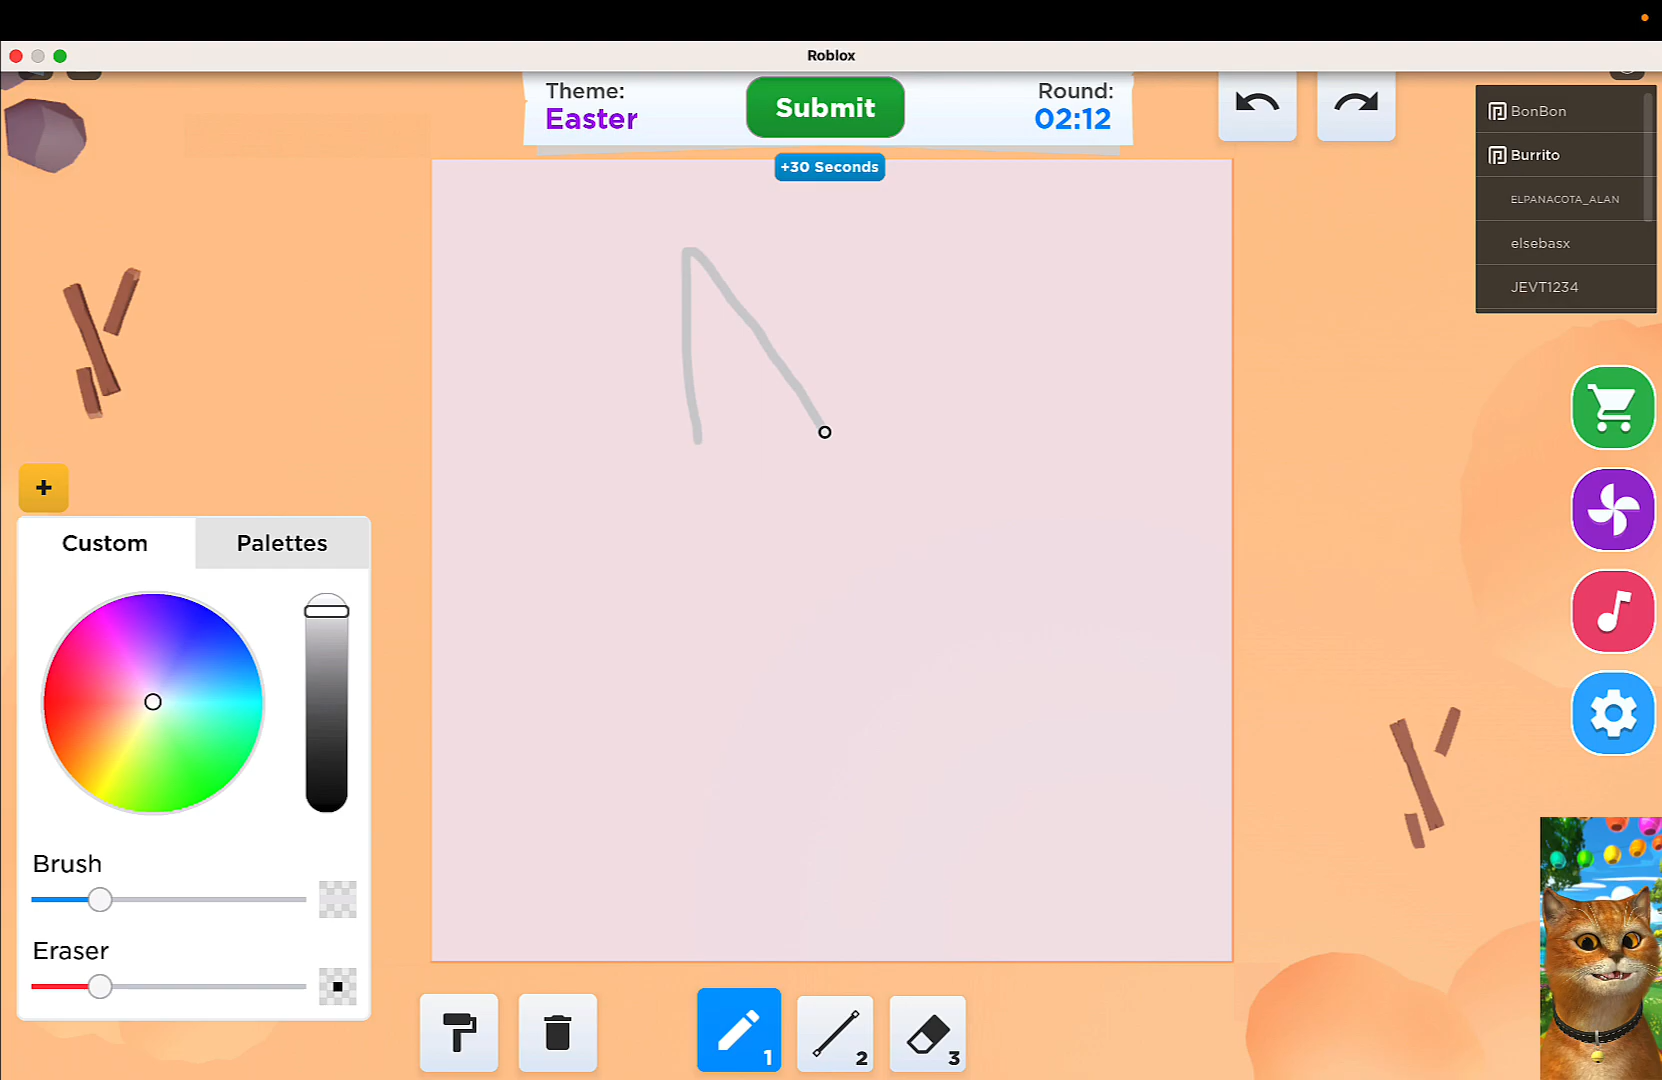 Roblox
Theme:
Easter
Submit
Round:
02:12
+30 Seconds
BonBon
Burrito
ELPANACOTA_ALAN
elsebasx
JEVT1234
+
Custom
Palettes
Brush
Eraser
1
2
3